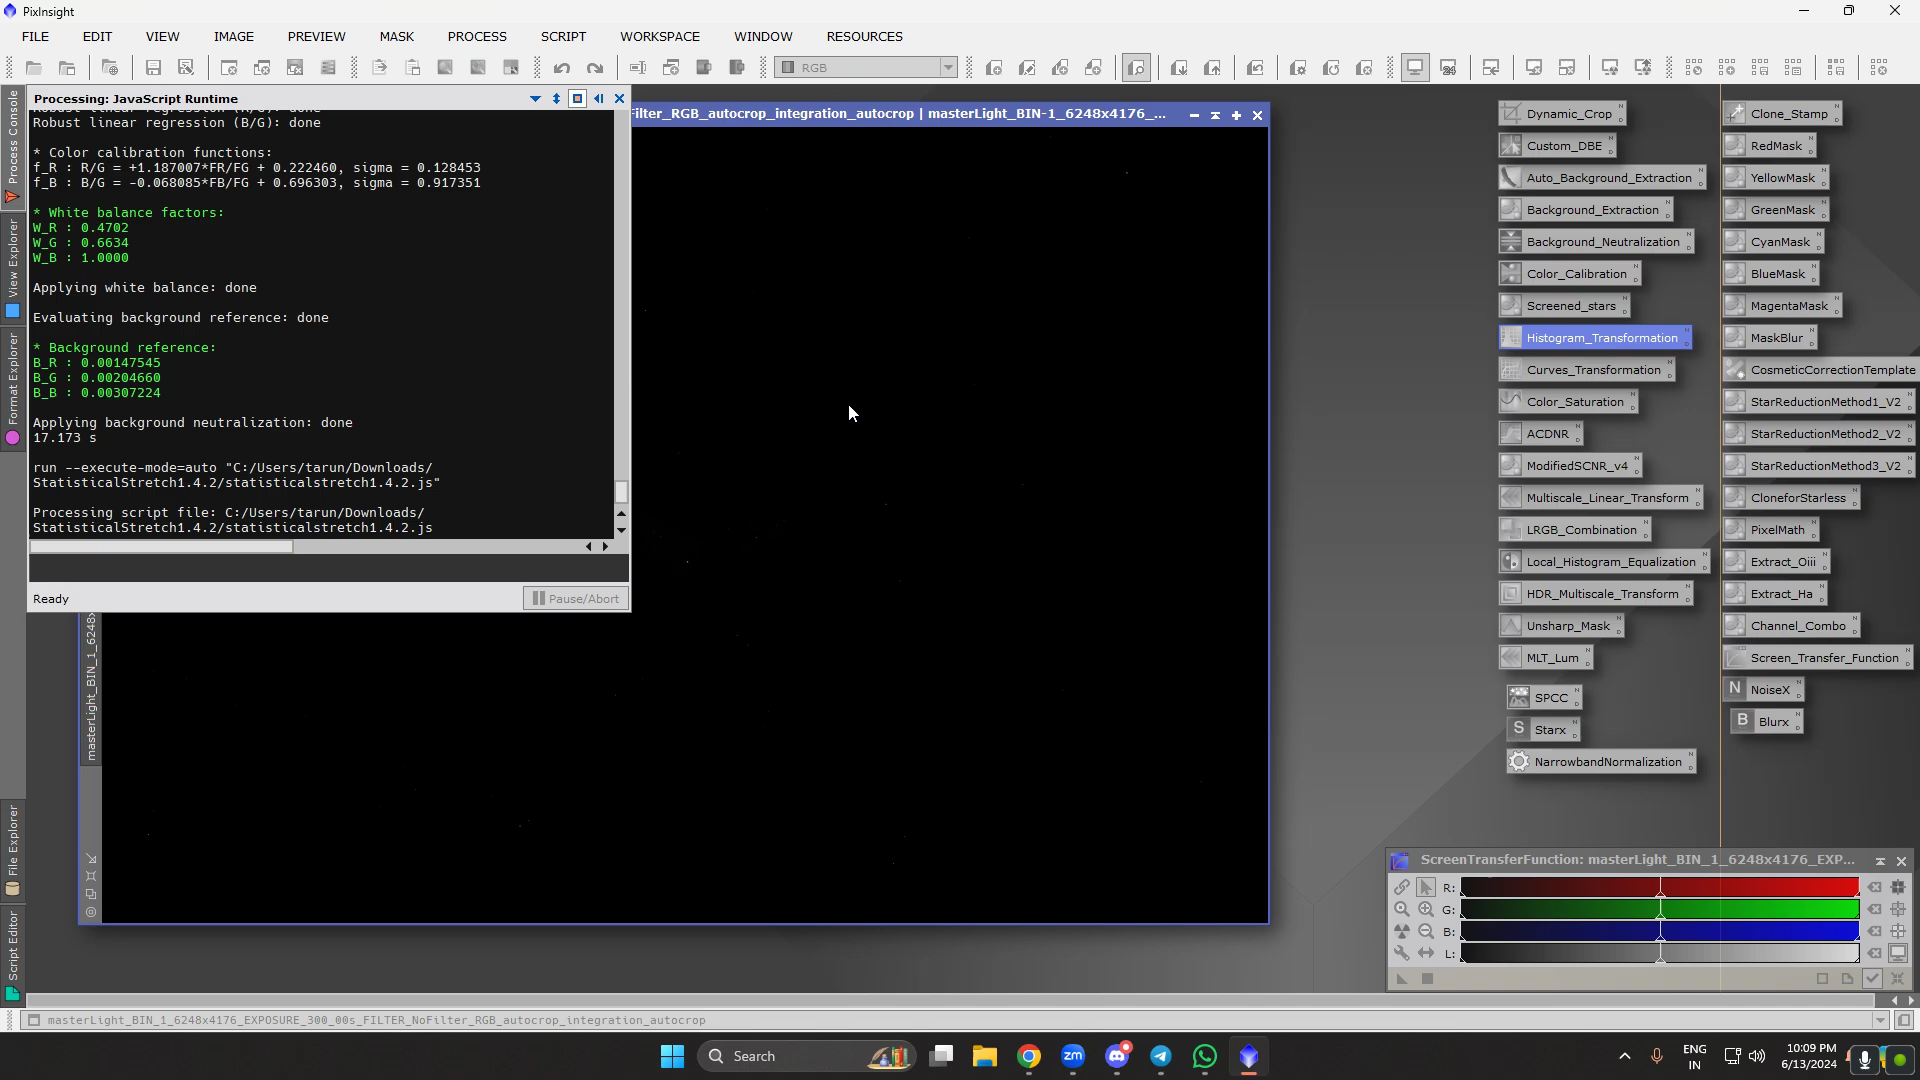 PixInsight
FILE EDIT VIEW IMAGE PREVIEW MASK PROCESS SCRIPT WORKSPACE WINDOW RESOURCES
RGB
24
Processing: JavaScript Runtime
Robust linear regression (B/G): done
* Color calibration functions:
f_R : R/G = +1.187007*FR/FG + 0.222460, sigma = 0.128453
f_B : B/G = -0.068085*FB/FG + 0.696303, sigma = 0.917351
* White balance factors:
W_R : 0.4702
W_G : 0.6634
W_B : 1.0000
Applying white balance: done
Evaluating background reference: done
* Background reference:
B_R : 0.00147545
B_G : 0.00204660
B_B : 0.00307224
Applying background neutralization: done
17.173 s
run --execute-mode=auto "C:/Users/tarun/Downloads/
StatisticalStretch1.4.2/statisticalstretch1.4.2.js"
Processing script file: C:/Users/tarun/Downloads/
StatisticalStretch1.4.2/statisticalstretch1.4.2.js
Ready
Pause/Abort
Process Console
View Explorer
Format Explorer
File Explorer
Script Editor
ilter_RGB_autocrop_integration_autocrop | masterLight_BIN-1_6248x4176_...
masterLight_BIN_1_6248x
Dynamic_Crop
Custom_DBE
Auto_Background_Extraction
Background_Extraction
Background_Neutralization
Color_Calibration
Screened_stars
Histogram_Transformation
Curves_Transformation
Color_Saturation
ACDNR
ModifiedSCNR_v4
Multiscale_Linear_Transform
LRGB_Combination
Local_Histogram_Equalization
HDR_Multiscale_Transform
Unsharp_Mask
MLT_Lum
SPCC
Starx
NarrowbandNormalization
Clone_Stamp
RedMask
YellowMask
GreenMask
CyanMask
BlueMask
MagentaMask
MaskBlur
CosmeticCorrectionTemplate
StarReductionMethod1_V2
StarReductionMethod2_V2
StarReductionMethod3_V2
CloneforStarless
PixelMath
Extract_Oiii
Extract_Ha
Channel_Combo
Screen_Transfer_Function
NoiseX
Blurx
ScreenTransferFunction: masterLight_BIN_1_6248x4176_EXP...
R:
G:
B:
L:
masterLight_BIN_1_6248x4176_EXPOSURE_300_00s_FILTER_NoFilter_RGB_autocrop_integration_autocrop
Search
zm
ENG
IN
10:09 PM
6/13/2024